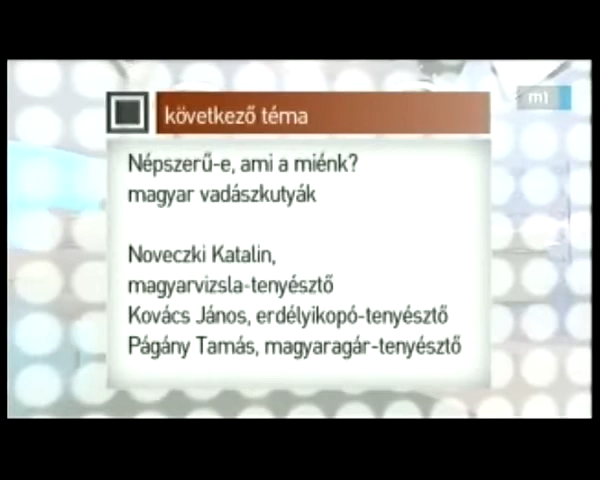 következő téma
m1
Népszerű-e, ami a miénk?
magyar vadászkutyák
Noveczki Katalin,
magyarvizsla-tenyésztő
Kovács János, erdélyikopó-tenyésztő
Págány Tamás, magyaragár-tenyésztő